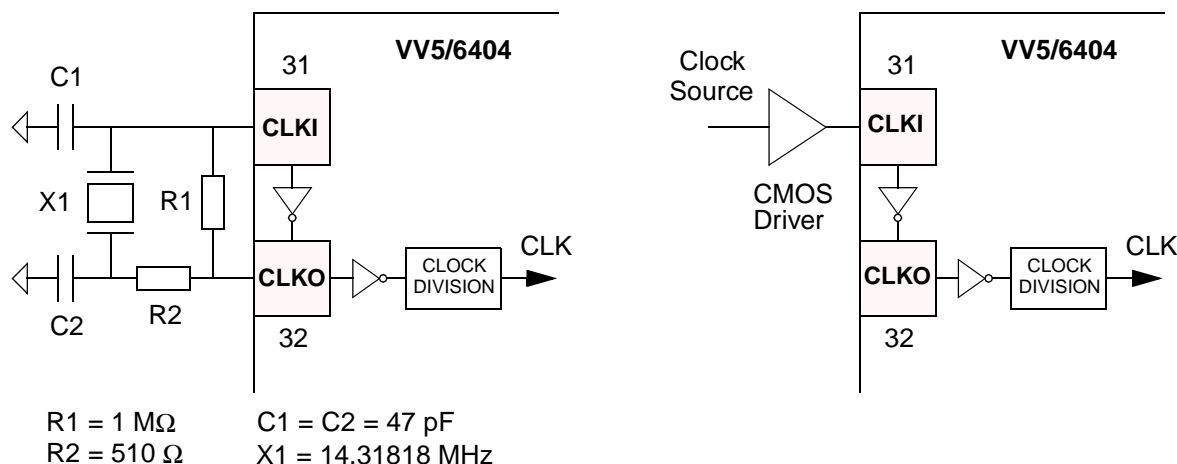 VV5/6404
C1
31
CLKI
X1
R1
CLKO
CLOCK
DIVISION
CLK
R2
C2
32
R1 = 1 MΩ
C1 = C2 = 47 pF
R2 = 510 Ω
X1 = 14.31818 MHz
VV5/6404
Clock
Source
31
CLKI
CMOS
Driver
CLKO
CLOCK
DIVISION
CLK
32